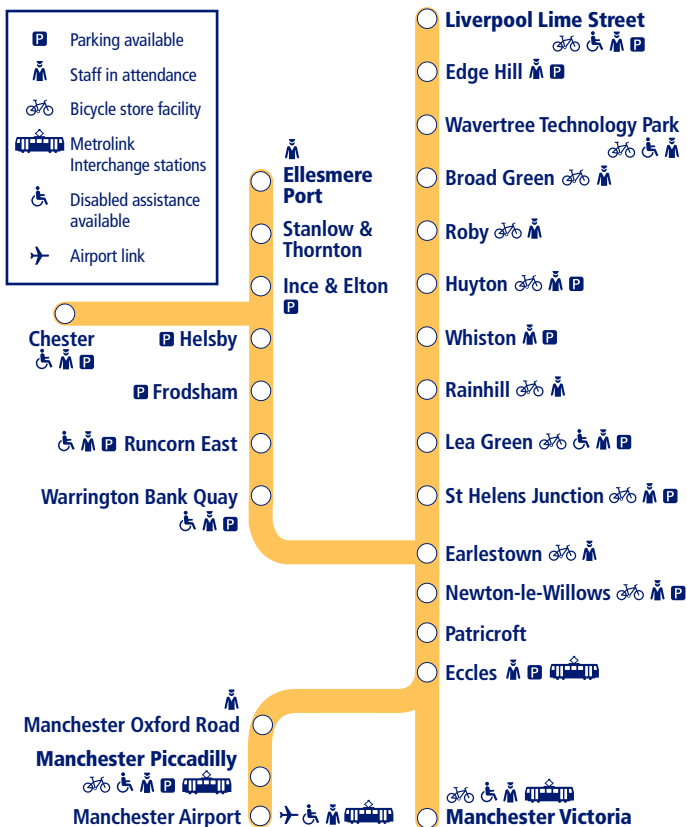 P Parking available
Staff in attendance
Bicycle store facility
Metrolink
Interchange stations
Disabled assistance
available
Airport link
Ellesmere
Port
Stanlow &
Thornton
Ince & Elton
P
Chester
P
P Helsby
P Frodsham
P Runcorn East
Warrington Bank Quay
P
Liverpool Lime Street
P
Edge Hill P
Wavertree Technology Park
Broad Green
Roby
Huyton P
Whiston P
Rainhill
Lea Green P
St Helens Junction P
Earlestown
Newton-le-Willows P
Patricroft
Eccles P
Manchester Oxford Road
Manchester Piccadilly
P
Manchester Airport
Manchester Victoria